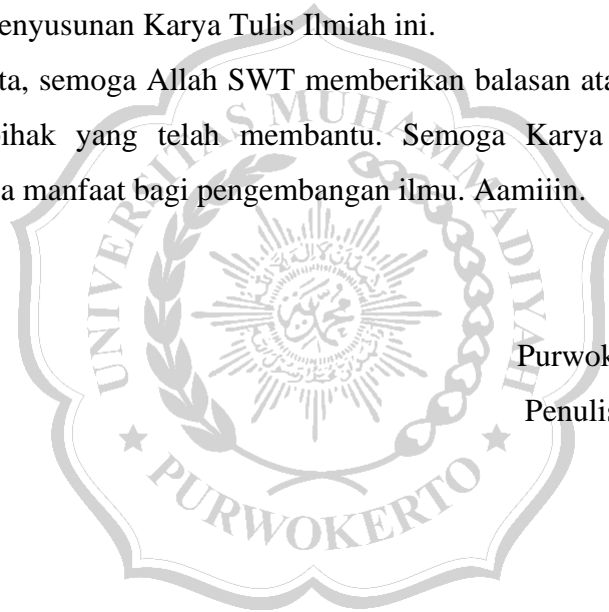 enyusunan Karya Tulis Ilmiah ini.
ta, semoga Allah SWT memberikan balasan ata
pihak yang telah membantu. Semoga Karya
a manfaat bagi pengembangan ilmu. Aamiiin.
Purwok
Penulis
UNIVERSITAS MUHAMMADIYAH
PURWOKERTO